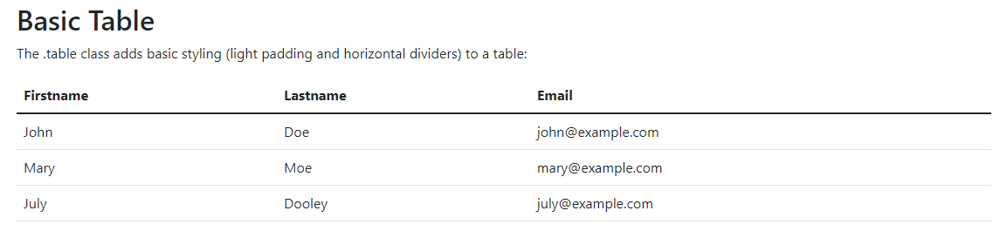 Basic Table
The .table class adds basic styling (light padding and horizontal dividers) to a table:
Firstname Lastname Email
John Doe john@example.com
Mary Moe mary@example.com
July Dooley july@example.com